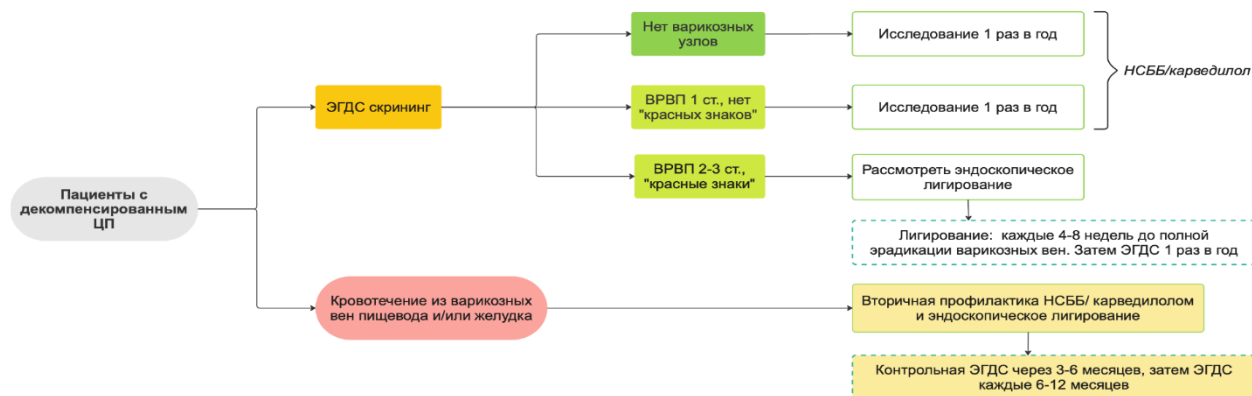 Нет варикозных
узлов
Исследование 1 раз в год
НСББ/карведилол
ЭГДС скрининг
ВРВП 1 ст., нет
"красных знаков"
Исследование 1 раз в год
ВРВП 2-3 ст.,
"красные знаки"
Рассмотреть эндоскопическое
лигирование
Пациенты с
декомпенсированным
ЦП
Лигирование: каждые 4-8 недель до полной
эрадикации варикозных вен. Затем ЭГДС 1 раз в год
Кровотечение из варикозных
вен пищевода и/или желудка
Вторичная профилактика НСББ/ карведилолом
и эндоскопическое лигирование
Контрольная ЭГДС через 3-6 месяцев, затем ЭГДС
каждые 6-12 месяцев